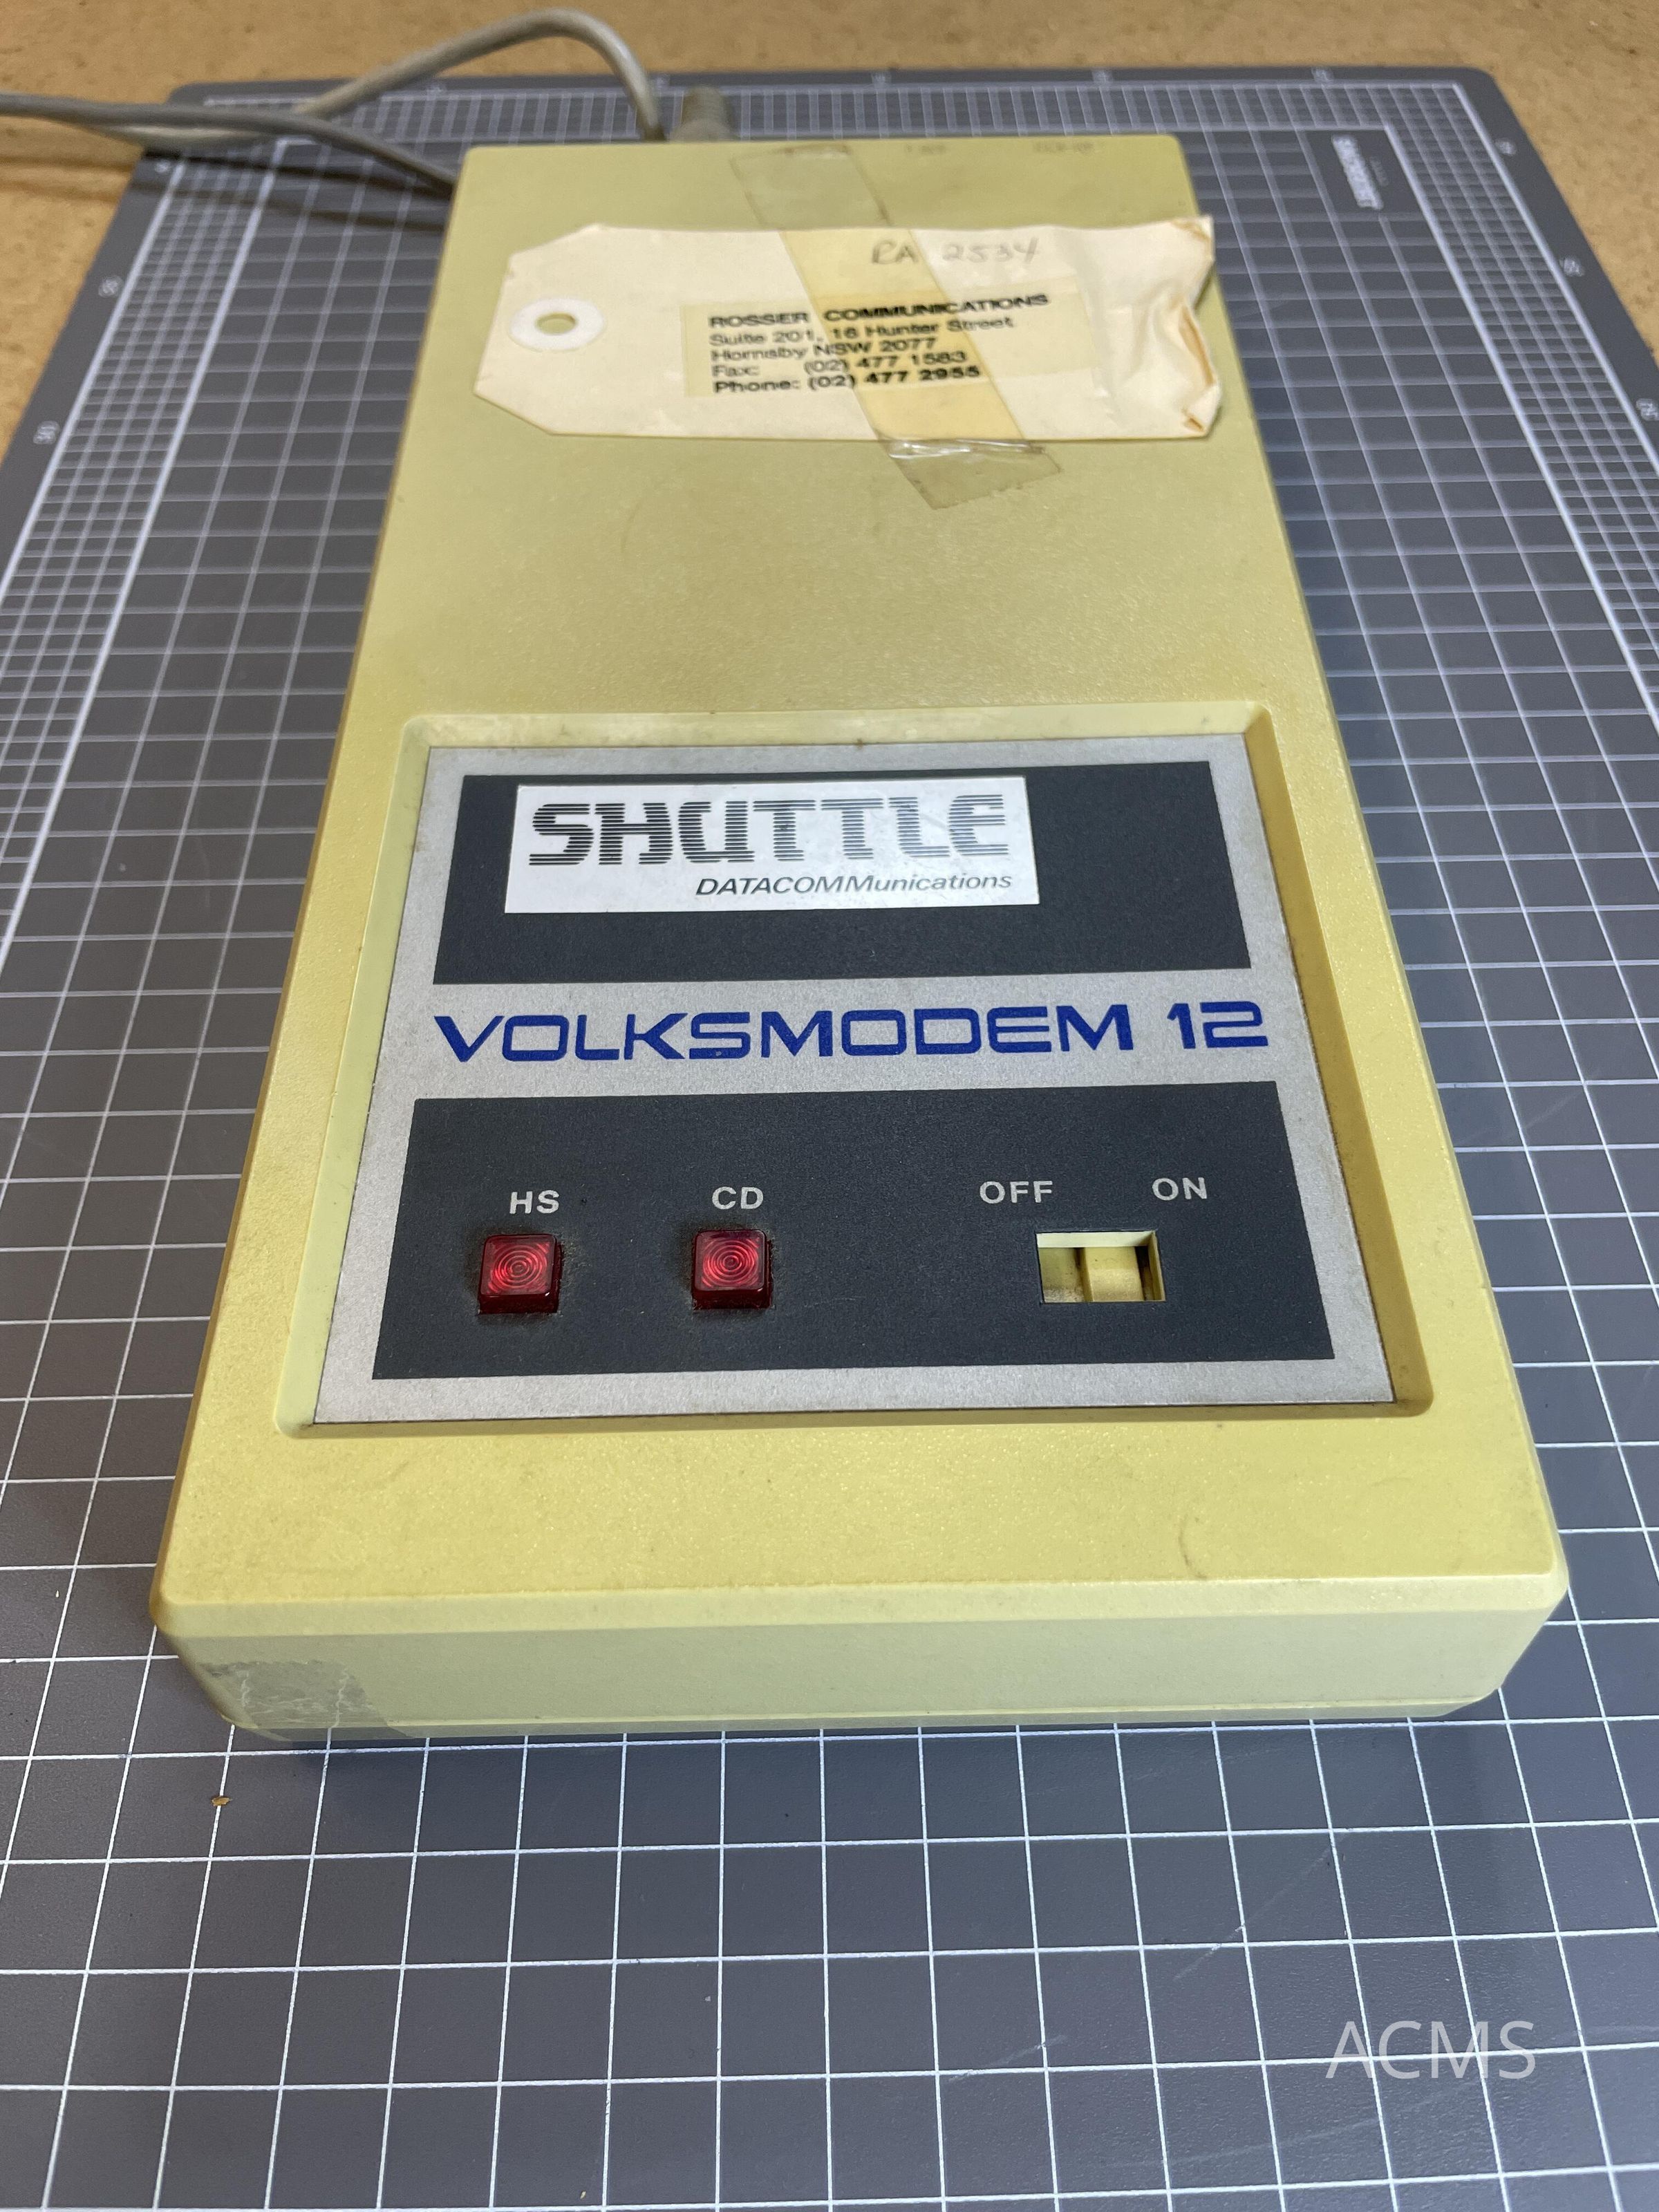 RA 2534
ROSSER COMMUNICATIONS
Suite 201, 16 Hunter Street
Hornsby NSW 2077
Fax: (02) 477 1583
Phone: (02) 477 2955
SHUTTLE
DATACOMMunications
VOLKSMODEM 12
HS CD OFF ON
ACMS